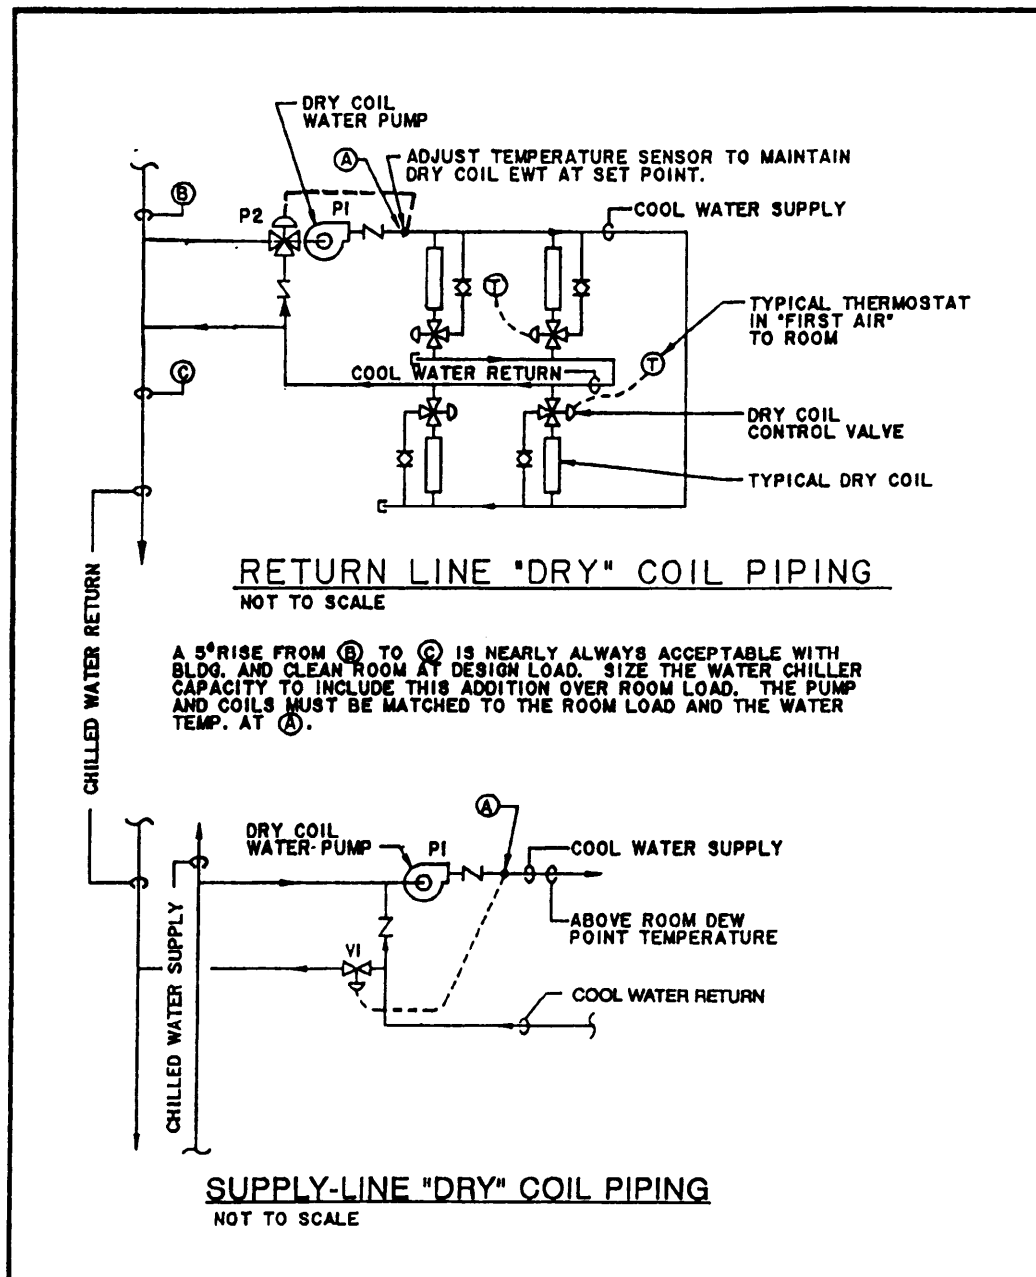 DRY COIL
WATER PUMP
A
ADJUST TEMPERATURE SENSOR TO MAINTAIN
DRY COIL EWT AT SET POINT.
B
P2
P1
COOL WATER SUPPLY
T
TYPICAL THERMOSTAT
IN "FIRST AIR"
TO ROOM
C
COOL WATER RETURN
T
DRY COIL
CONTROL VALVE
TYPICAL DRY COIL
RETURN LINE "DRY" COIL PIPING
NOT TO SCALE
CHILLED WATER RETURN
A 5° RISE FROM B TO C IS NEARLY ALWAYS ACCEPTABLE WITH
BLDG. AND CLEAN ROOM AT DESIGN LOAD. SIZE THE WATER CHILLER
CAPACITY TO INCLUDE THIS ADDITION OVER ROOM LOAD. THE PUMP
AND COILS MUST BE MATCHED TO THE ROOM LOAD AND THE WATER
TEMP. AT A.
A
DRY COIL
WATER-PUMP
P1
COOL WATER SUPPLY
ABOVE ROOM DEW
POINT TEMPERATURE
CHILLED WATER SUPPLY
V1
COOL WATER RETURN
SUPPLY-LINE "DRY" COIL PIPING
NOT TO SCALE